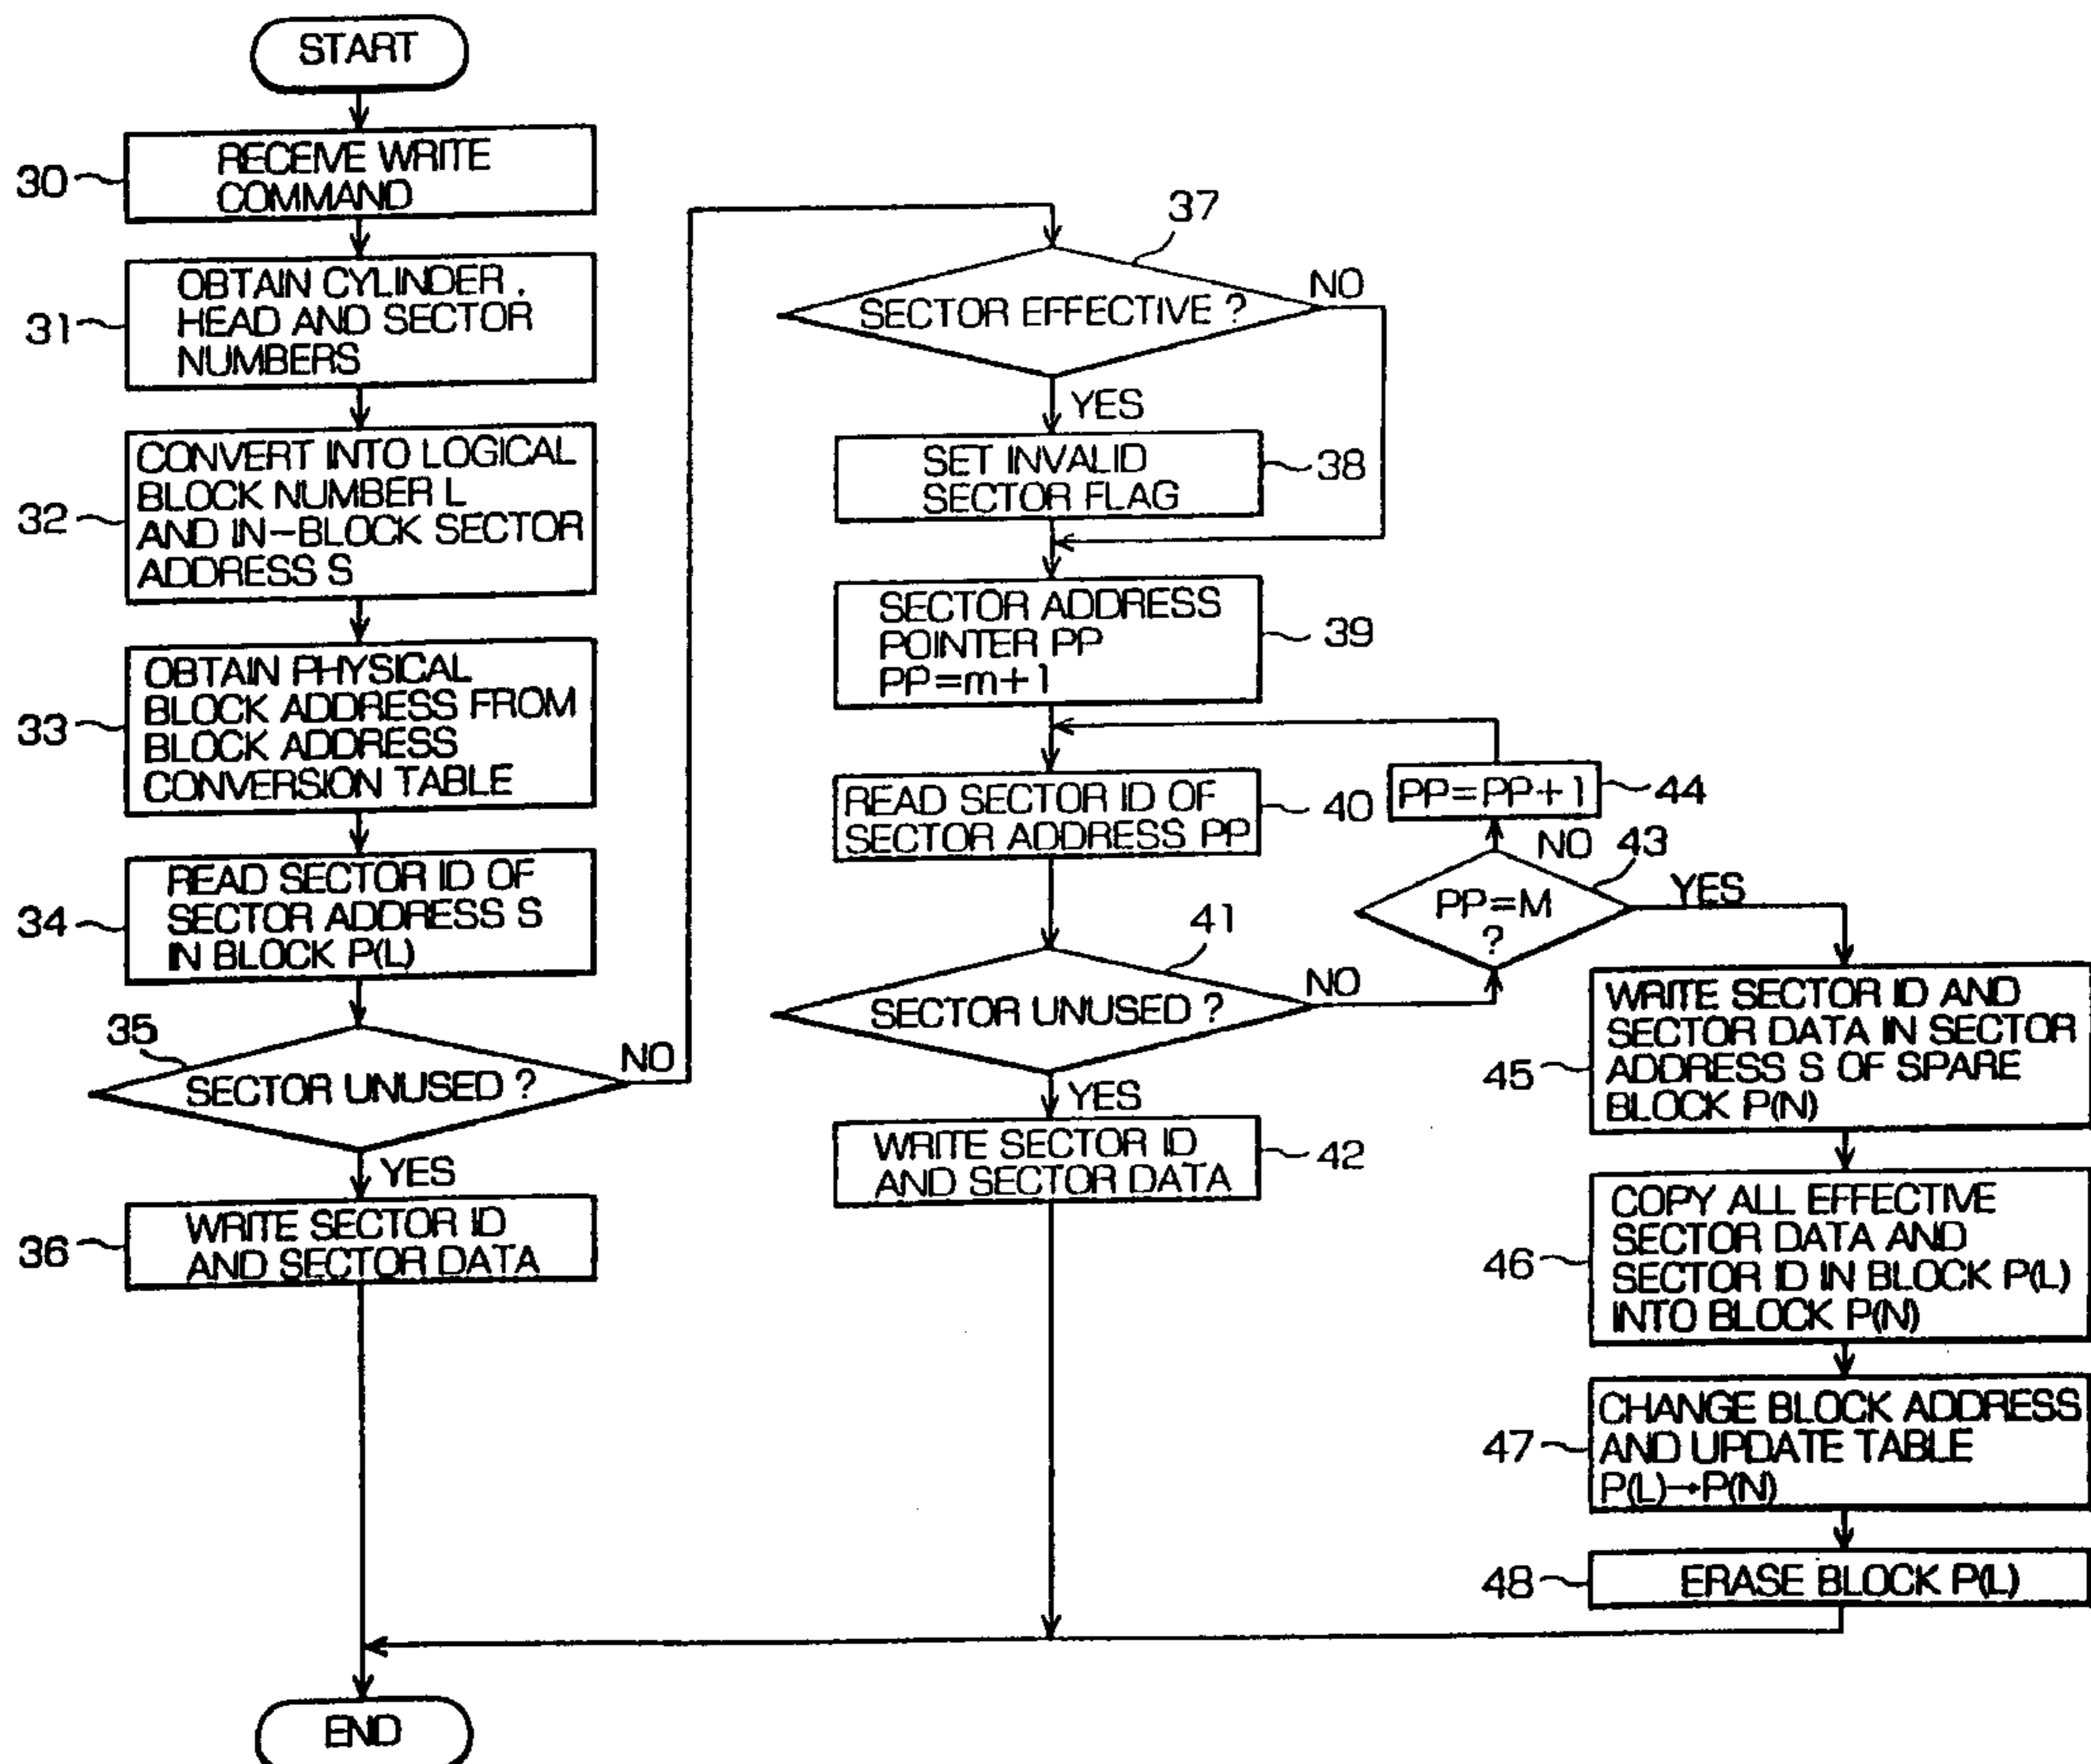 START
30
RECEIVE WRITE
COMMAND
31
OBTAIN CYLINDER,
HEAD AND SECTOR
NUMBERS
32
CONVERT INTO LOGICAL
BLOCK NUMBER L
AND IN-BLOCK SECTOR
ADDRESS S
33
OBTAIN PHYSICAL
BLOCK ADDRESS FROM
BLOCK ADDRESS
CONVERSION TABLE
34
READ SECTOR ID OF
SECTOR ADDRESS S
IN BLOCK P(L)
35
SECTOR UNUSED ?
NO
YES
36
WRITE SECTOR ID
AND SECTOR DATA
END
37
SECTOR EFFECTIVE ?
NO
YES
SET INVALID
SECTOR FLAG
38
SECTOR ADDRESS
POINTER PP
PP=m+1
39
READ SECTOR ID OF
SECTOR ADDRESS PP
40
41
SECTOR UNUSED ?
NO
YES
WRITE SECTOR ID
AND SECTOR DATA
42
PP=PP+1
44
NO
43
PP=M
?
YES
45
WRITE SECTOR ID AND
SECTOR DATA IN SECTOR
ADDRESS S OF SPARE
BLOCK P(N)
46
COPY ALL EFFECTIVE
SECTOR DATA AND
SECTOR ID IN BLOCK P(L)
INTO BLOCK P(N)
47
CHANGE BLOCK ADDRESS
AND UPDATE TABLE
P(L)→P(N)
48
ERASE BLOCK P(L)